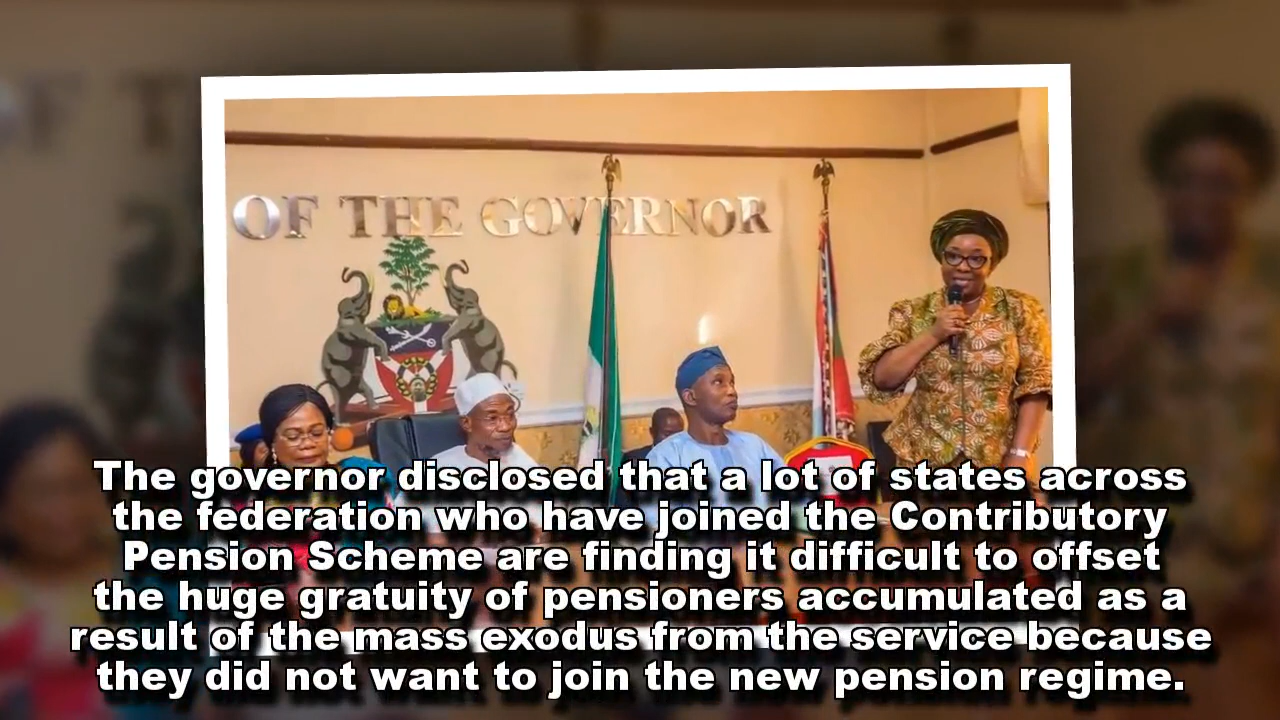 OF THE GOVERNOR
The governor disclosed that a lot of states across
the federation who have joined the Contributory
Pension Scheme are finding it difficult to offset
the huge gratuity of pensioners accumulated as a
result of the mass exodus from the service because
they did not want to join the new pension regime.